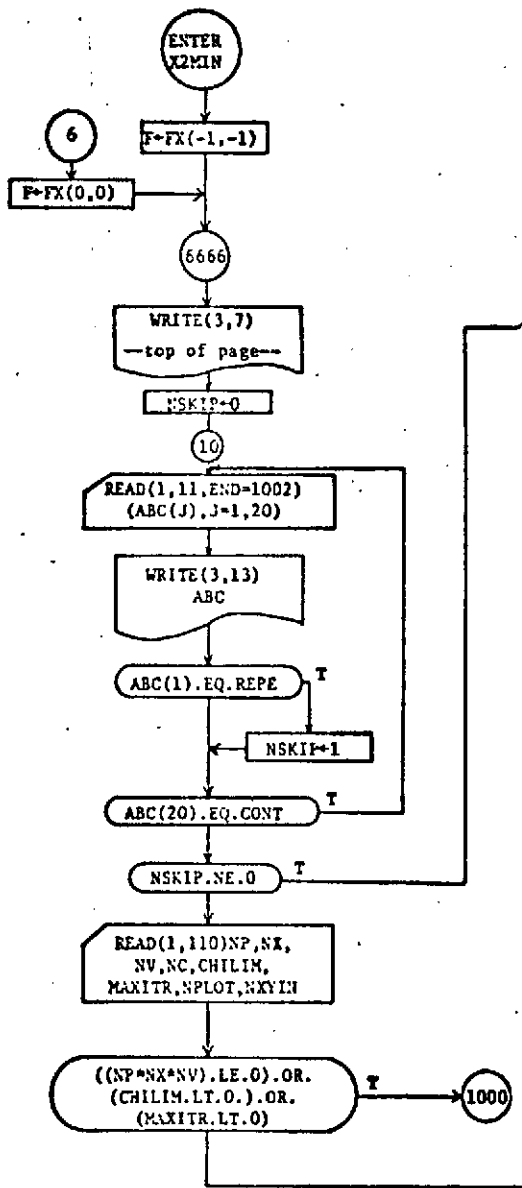 ENTER
X2MIN
6
F←FX(-1,-1)
F←FX(0,0)
6666
WRITE(3,7)
—top of page—
NSKIP←0
10
READ(1,11,END=1002)
(ABC(J),J=1,20)
WRITE(3,13)
ABC
ABC(1).EQ.REPE
T
NSKIP←1
ABC(20).EQ.CONT
T
NSKIP.NE.0
T
READ(1,110)NP,NX,
NV,NC,CHILIM,
MAXITR,NPLOT,NXYIN
((NP*NX*NV).LE.0).OR.
(CHILIM.LT.0.).OR.
(MAXITR.LT.0)
T
1000